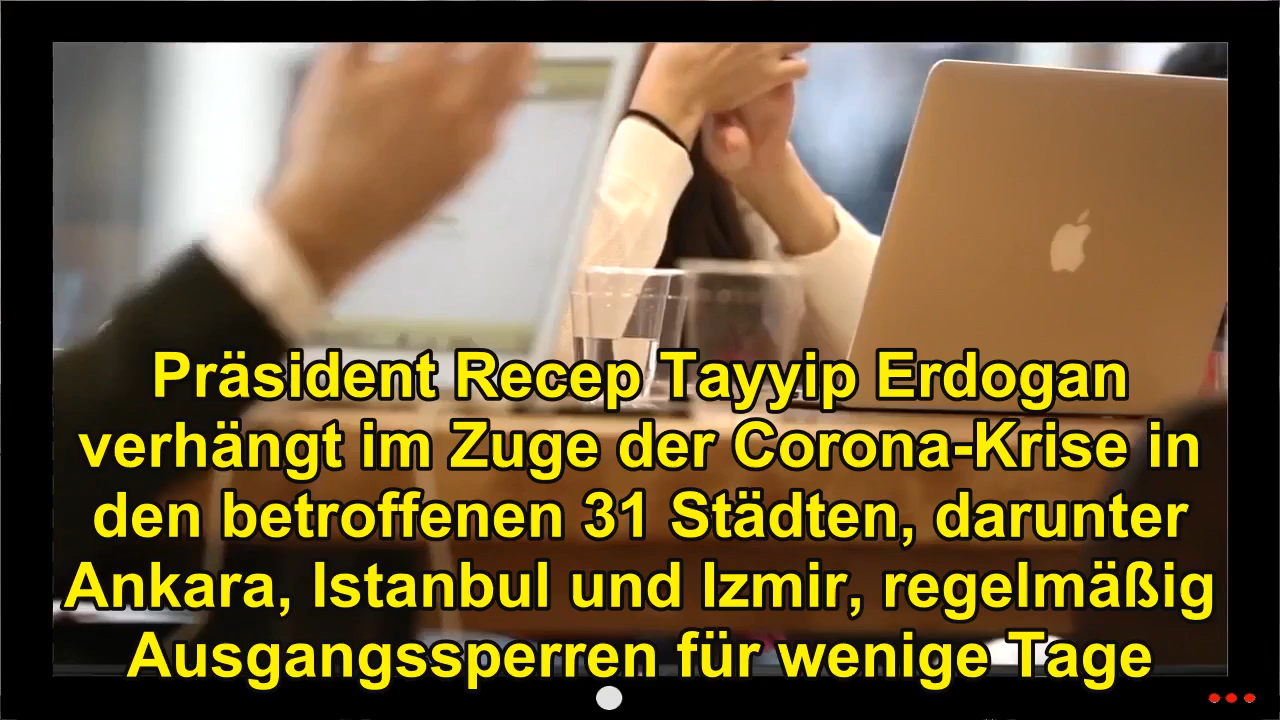 Präsident Recep Tayyip Erdogan
verhängt im Zuge der Corona-Krise in
den betroffenen 31 Städten, darunter
Ankara, Istanbul und Izmir, regelmäßig
Ausgangssperren für wenige Tage